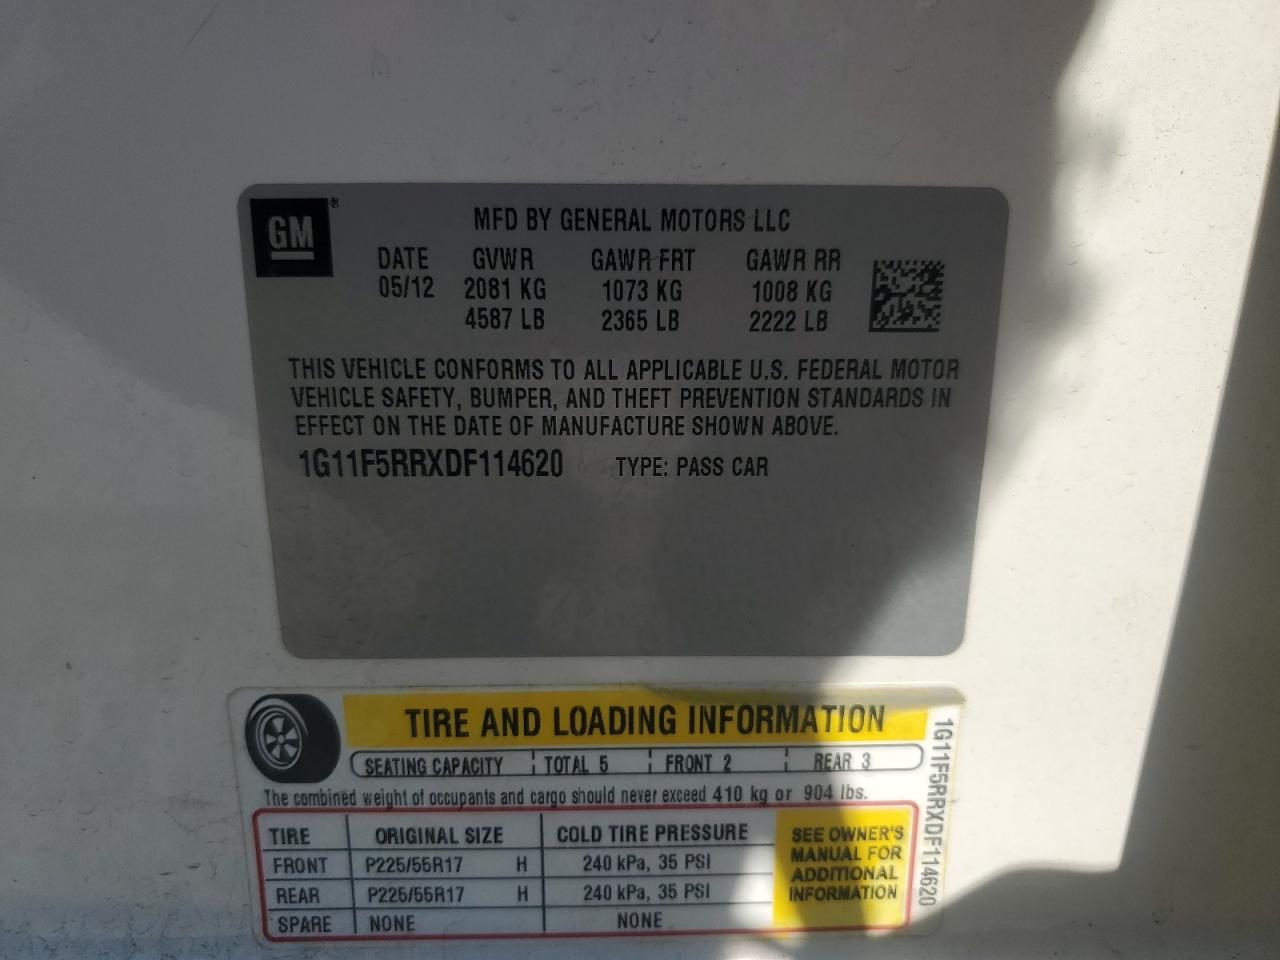 GM®
MFD BY GENERAL MOTORS LLC
DATE GVWR GAWR FRT GAWR RR
05/12 2081 KG 1073 KG 1008 KG
4587 LB 2365 LB 2222 LB
THIS VEHICLE CONFORMS TO ALL APPLICABLE U.S. FEDERAL MOTOR
VEHICLE SAFETY, BUMPER, AND THEFT PREVENTION STANDARDS IN
EFFECT ON THE DATE OF MANUFACTURE SHOWN ABOVE.
1G11F5RRXDF114620 TYPE: PASS CAR
TIRE AND LOADING INFORMATION
SEATING CAPACITY TOTAL 5 FRONT 2 REAR 3
The combined weight of occupants and cargo should never exceed 410 kg or 904 lbs.
TIRE ORIGINAL SIZE COLD TIRE PRESSURE
FRONT P225/55R17 H 240 kPa, 35 PSI
REAR P225/55R17 H 240 kPa, 35 PSI
SPARE NONE NONE
SEE OWNER'S
MANUAL FOR
ADDITIONAL
INFORMATION
1G11F5RRXDF114620